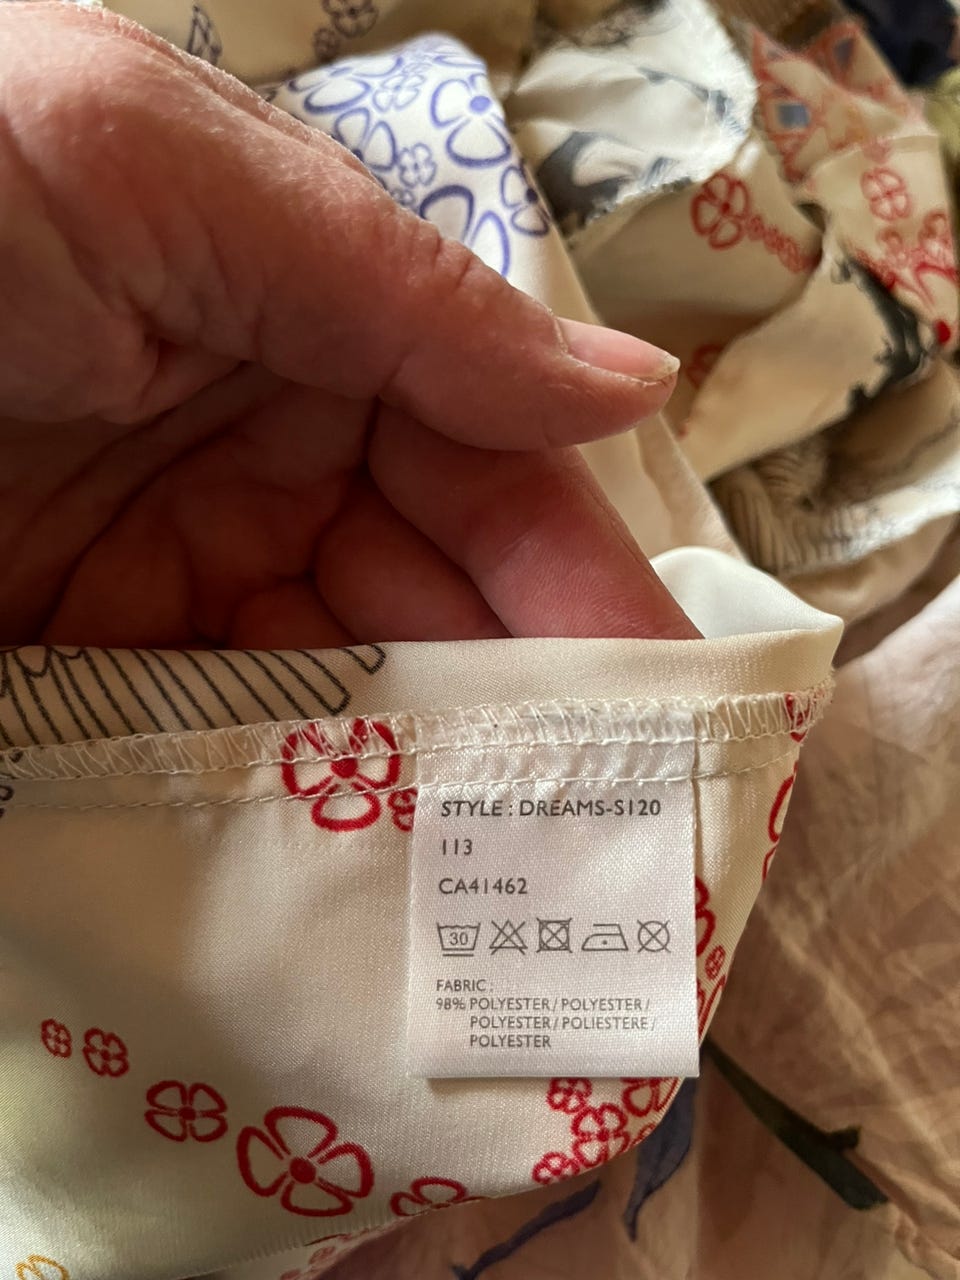 STYLE : DREAMS-S120
113
CA41462
30
FABRIC :
98% POLYESTER / POLYESTER /
POLYESTER / POLIESTERE /
POLYESTER